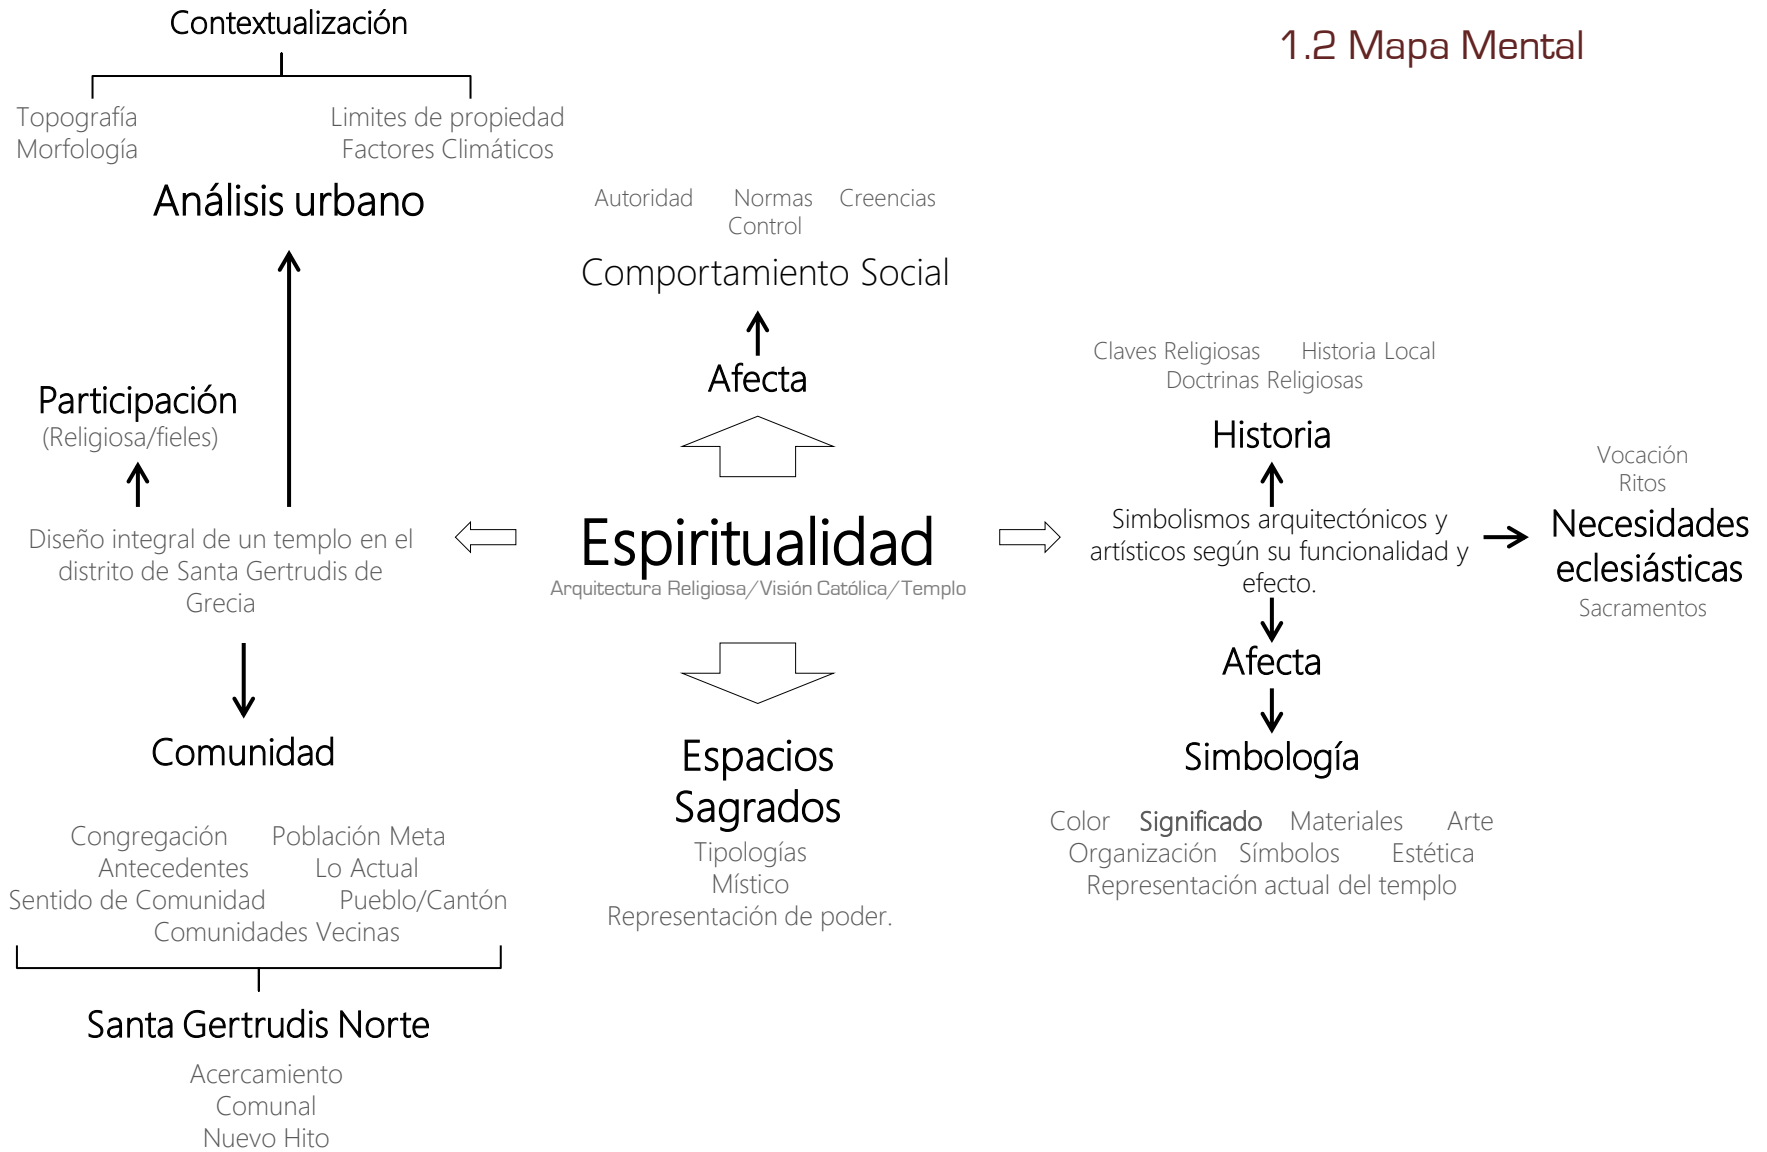 1.2 Mapa Mental
Contextualización
Topografía
Morfología
Limites de propiedad
Factores Climáticos
Análisis urbano
Participación
(Religiosa/fieles)
Diseño integral de un templo en el
distrito de Santa Gertrudis de
Grecia
Comunidad
Congregación Población Meta
Antecedentes Lo Actual
Sentido de Comunidad Pueblo/Cantón
Comunidades Vecinas
Santa Gertrudis Norte
Acercamiento
Comunal
Nuevo Hito
Autoridad Normas Creencias
Control
Comportamiento Social
Afecta
Espiritualidad
Arquitectura Religiosa/Visión Católica/Templo
Espacios
Sagrados
Tipologías
Místico
Representación de poder.
Claves Religiosas Historia Local
Doctrinas Religiosas
Historia
Simbolismos arquitectónicos y
artísticos según su funcionalidad y
efecto.
Afecta
Simbología
Color Significado Materiales Arte
Organización Símbolos Estética
Representación actual del templo
Vocación
Ritos
Necesidades
eclesiásticas
Sacramentos